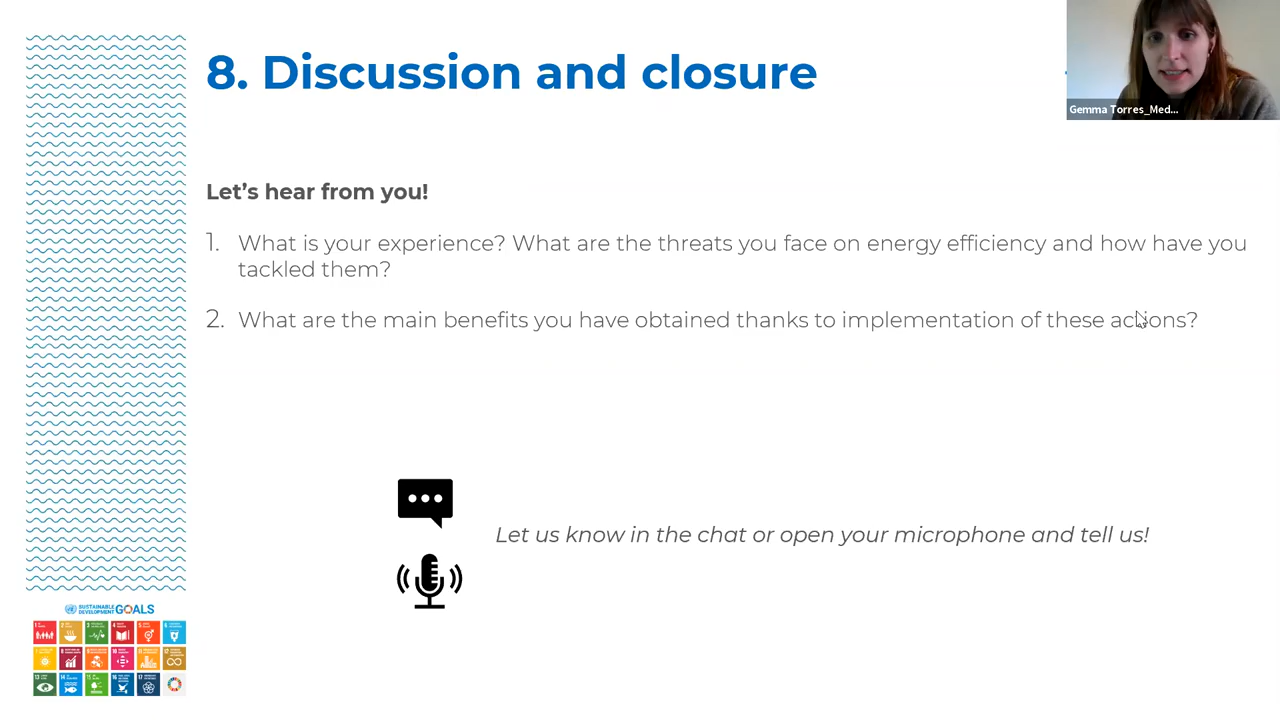 8. Discussion and closure
Gemma Torres_Med...
Let’s hear from you!
1. What is your experience? What are the threats you face on energy efficiency and how have you
tackled them?
2. What are the main benefits you have obtained thanks to implementation of these actions?
Let us know in the chat or open your microphone and tell us!
SUSTAINABLE
DEVELOPMENT GOALS